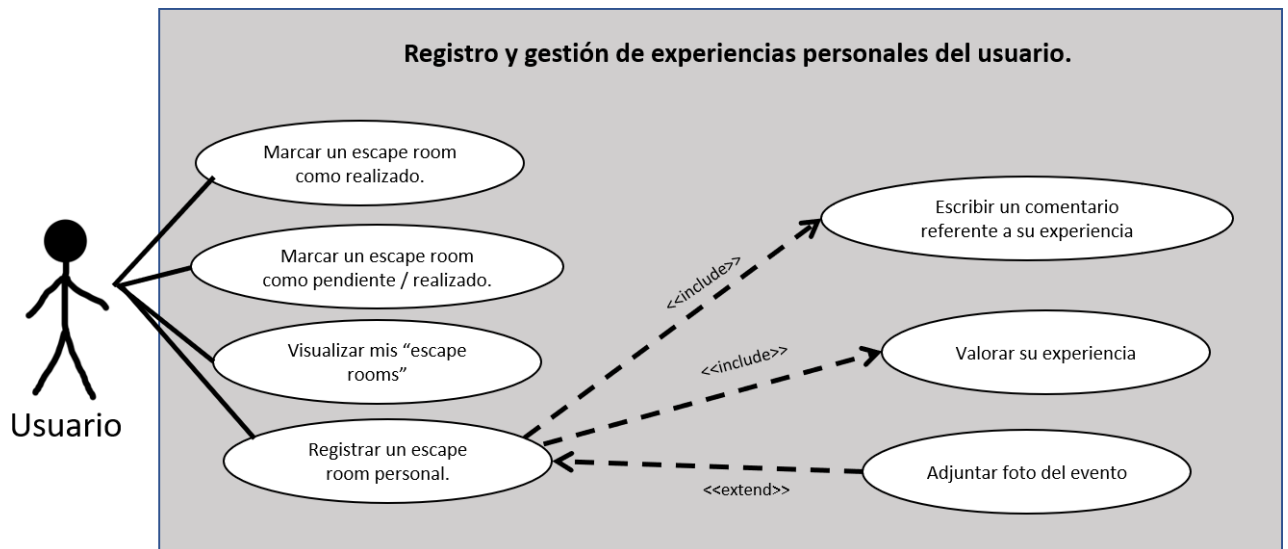 Registro y gestión de experiencias personales del usuario.
Marcar un escape room
como realizado.
Marcar un escape room
como pendiente / realizado.
Visualizar mis “escape
rooms”
Registrar un escape
room personal.
Usuario
<<include>>
<<include>>
<<extend>>
Escribir un comentario
referente a su experiencia
Valorar su experiencia
Adjuntar foto del evento